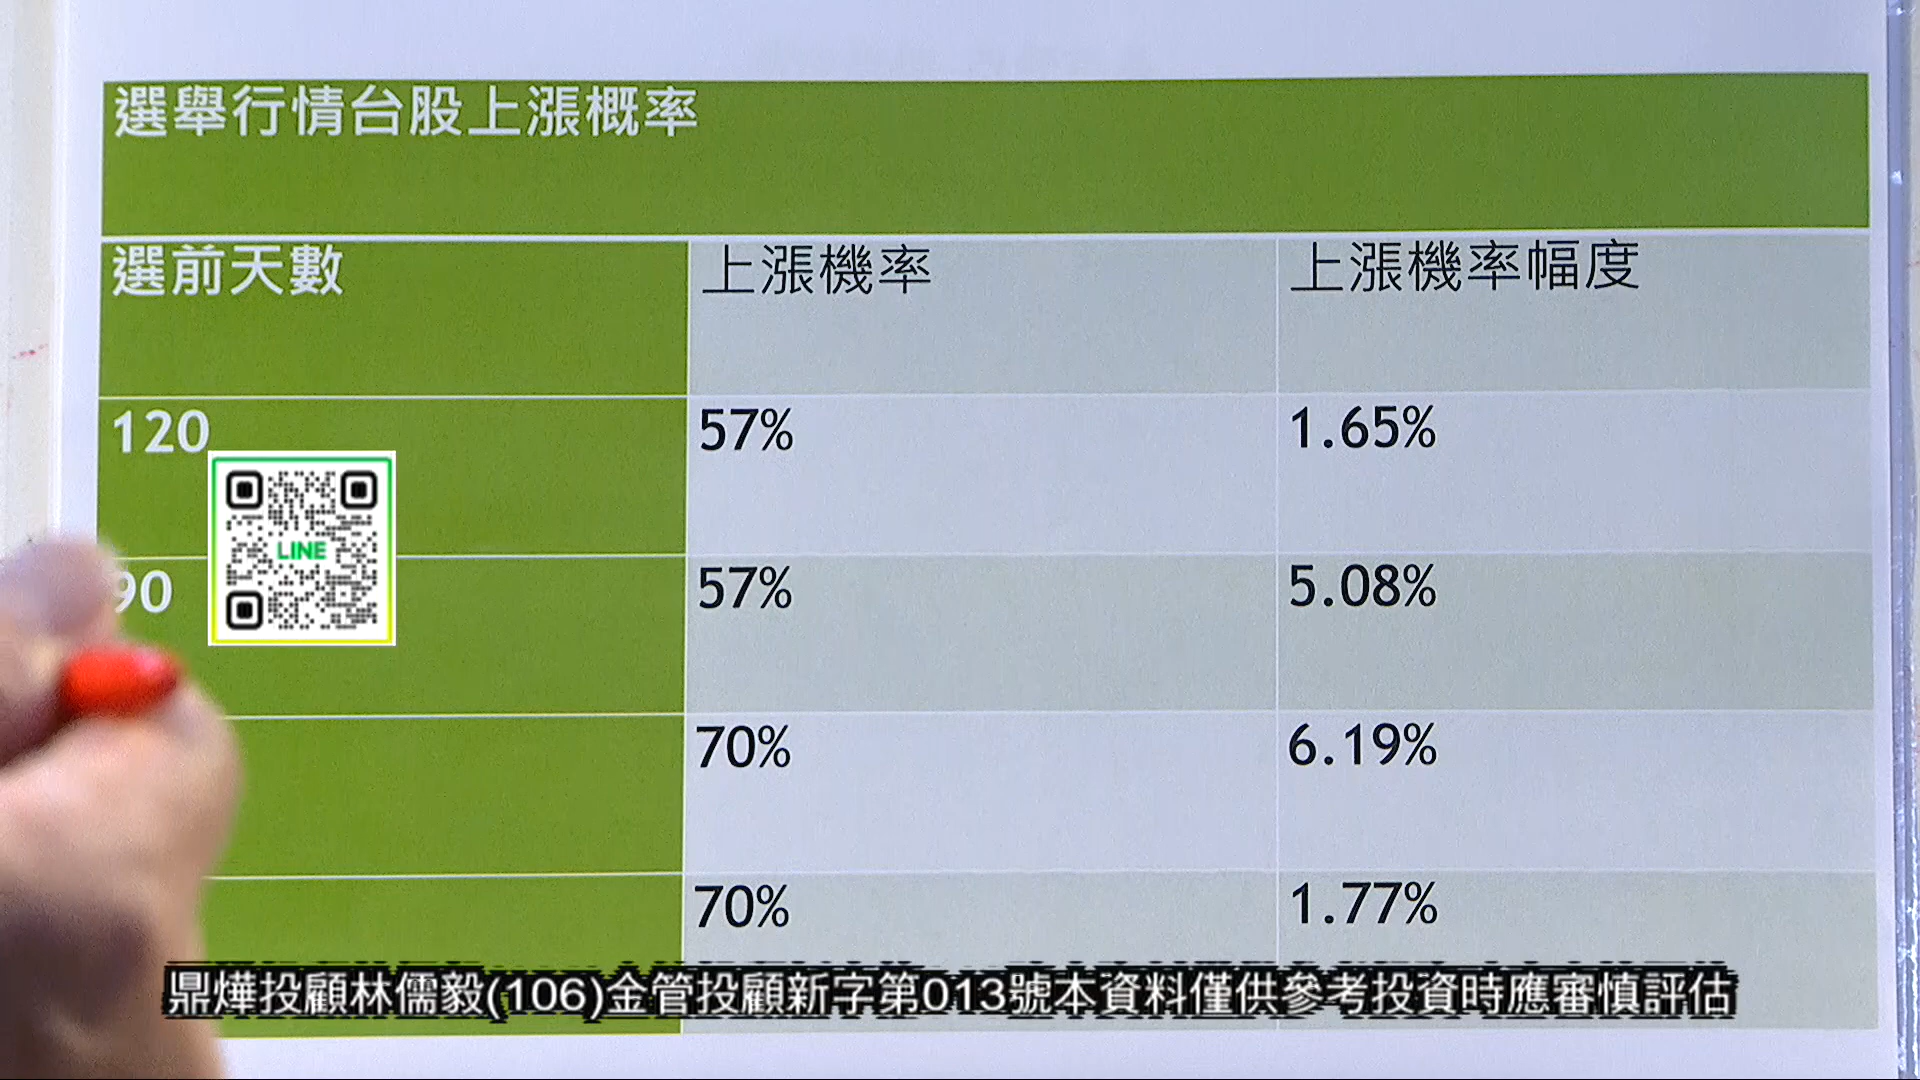 選舉行情台股上漲概率
選前天數 上漲機率 上漲機率幅度
120 57% 1.65%
90 57% 5.08%
70% 6.19%
70% 1.77%
LINE
鼎燁投顧林儒毅(106)金管投顧新字第013號本資料僅供參考投資時應審慎評估